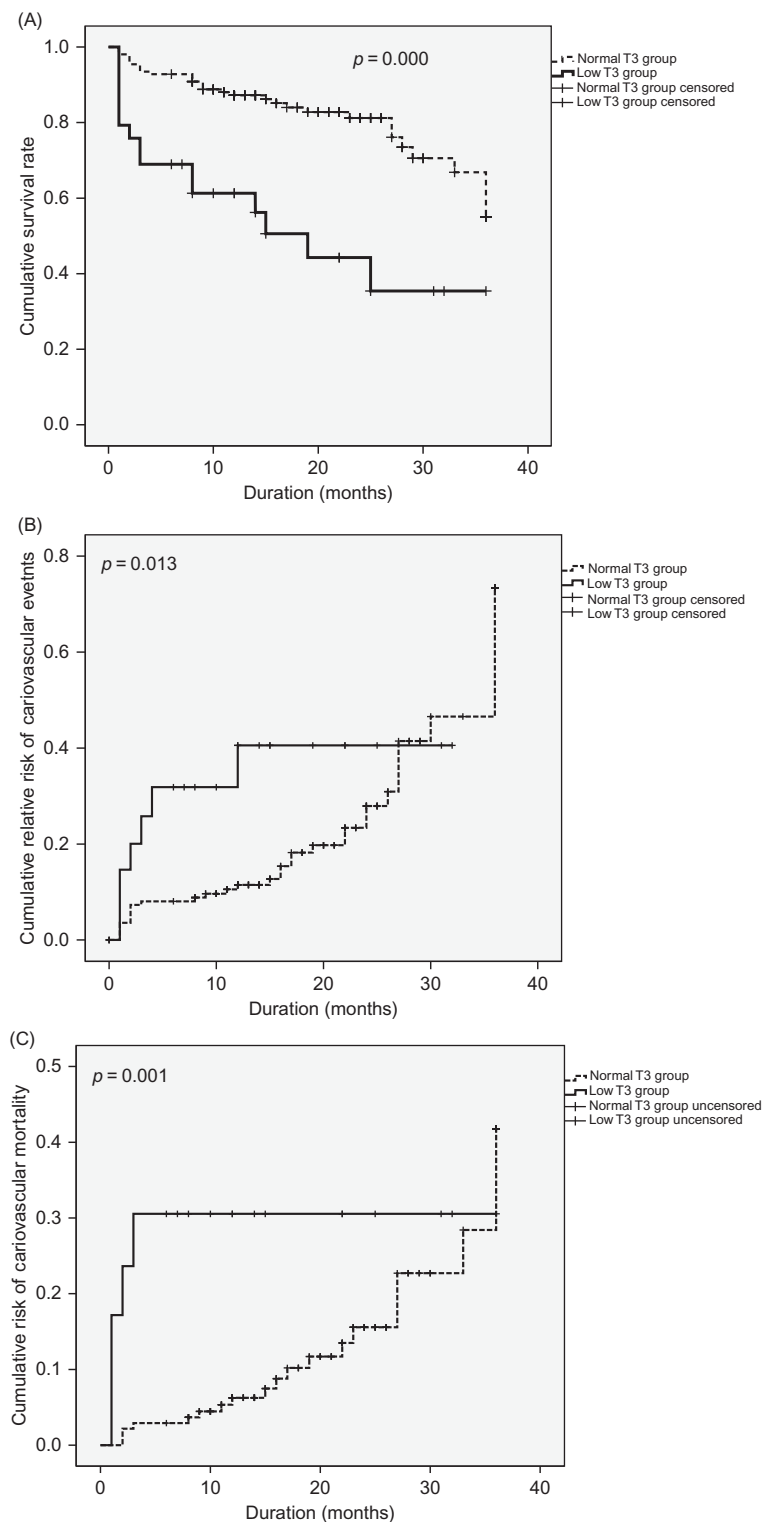 (A)
p = 0.000
Normal T3 group
Low T3 group
Normal T3 group censored
Low T3 group censored
Cumulative survival rate
1.0
0.8
0.6
0.4
0.2
0.0
0 10 20 30 40
Duration (months)
(B)
p = 0.013
Normal T3 group
Low T3 group
Normal T3 group censored
Low T3 group censored
Cumulative relative risk of cariovascular evetnts
0.8
0.6
0.4
0.2
0.0
0 10 20 30 40
Duration (months)
(C)
p = 0.001
Normal T3 group
Low T3 group
Normal T3 group uncensored
Low T3 group uncensored
Cumulative risk of cariovascular mortality
0.5
0.4
0.3
0.2
0.1
0.0
0 10 20 30 40
Duration (months)